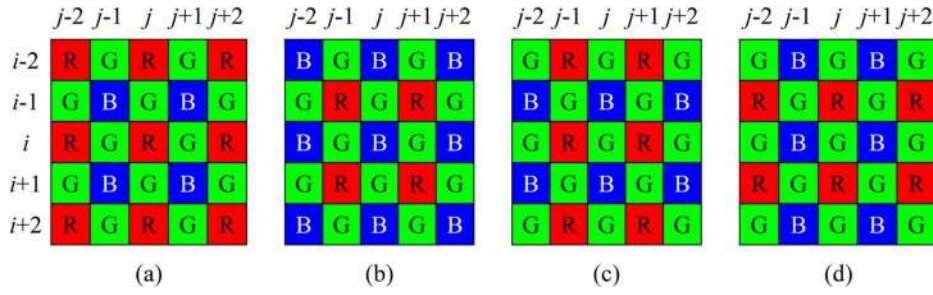 j-2 j-1 j j+1 j+2 j-2 j-1 j j+1 j+2 j-2 j-1 j j+1 j+2 j-2 j-1 j j+1 j+2
i-2 R G R G R B G B G B G R G R G G B G B G
i-1 G B G B G G R G R G B G B G B R G R G R
i R G R G R B G B G B G R G R G G B G B G
i+1 G B G B G G R G R G B G B G B R G R G R
i+2 R G R G R B G B G B G R G R G G B G B G
(a) (b) (c) (d)